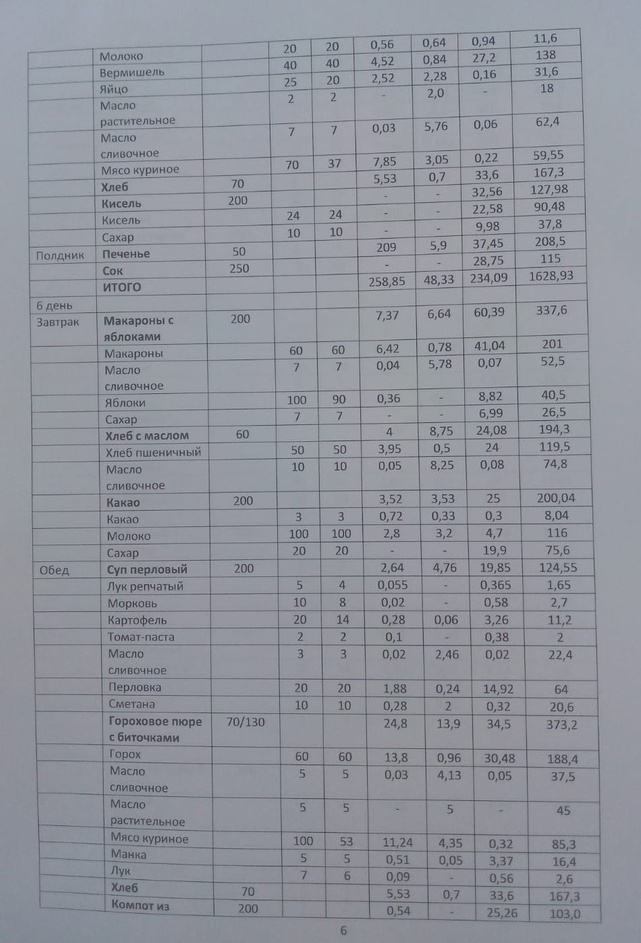 Молоко 20 20 0,56 0,64 0,94 11,6
Вермишель 40 40 4,52 0,84 27,2 138
Яйцо 25 20 2,52 2,28 0,16 31,6
Масло 2 2 - 2,0 - 18
растительное
Масло 7 7 0,03 5,76 0,06 62,4
сливочное
Мясо куриное 70 37 7,85 3,05 0,22 59,55
Хлеб 70 5,53 0,7 33,6 167,3
Кисель 200 - - 32,56 127,98
Кисель 24 24 - - 22,58 90,48
Сахар 10 10 - - 9,98 37,8
Полдник Печенье 50 209 5,9 37,45 208,5
Сок 250 - - 28,75 115
ИТОГО 258,85 48,33 234,09 1628,93
6 день
Завтрак Макароны с 200 7,37 6,64 60,39 337,6
яблоками
Макароны 60 60 6,42 0,78 41,04 201
Масло 7 7 0,04 5,78 0,07 52,5
сливочное
Яблоки 100 90 0,36 - 8,82 40,5
Сахар 7 7 - - 6,99 26,5
Хлеб с маслом 60 4 8,75 24,08 194,3
Хлеб пшеничный 50 50 3,95 0,5 24 119,5
Масло 10 10 0,05 8,25 0,08 74,8
сливочное
Какао 200 3,52 3,53 25 200,04
Какао 3 3 0,72 0,33 0,3 8,04
Молоко 100 100 2,8 3,2 4,7 116
Сахар 20 20 - - 19,9 75,6
Обед Суп перловый 200 2,64 4,76 19,85 124,55
Лук репчатый 5 4 0,055 - 0,365 1,65
Морковь 10 8 0,02 - 0,58 2,7
Картофель 20 14 0,28 0,06 3,26 11,2
Томат-паста 2 2 0,1 - 0,38 2
Масло 3 3 0,02 2,46 0,02 22,4
сливочное
Перловка 20 20 1,88 0,24 14,92 64
Сметана 10 10 0,28 2 0,32 20,6
Гороховое пюре 70/130 24,8 13,9 34,5 373,2
с биточками
Горох 60 60 13,8 0,96 30,48 188,4
Масло 5 5 0,03 4,13 0,05 37,5
сливочное
Масло 5 5 - 5 - 45
растительное
Мясо куриное 100 53 11,24 4,35 0,32 85,3
Манка 5 5 0,51 0,05 3,37 16,4
Лук 7 6 0,09 - 0,56 2,6
Хлеб 70 5,53 0,7 33,6 167,3
Компот из 200 0,54 - 25,26 103,0
6